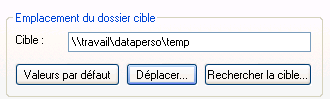 Emplacement du dossier cible
Cible : \\travail\dataperso\temp
Valeurs par défaut Déplacer... Rechercher la cible...